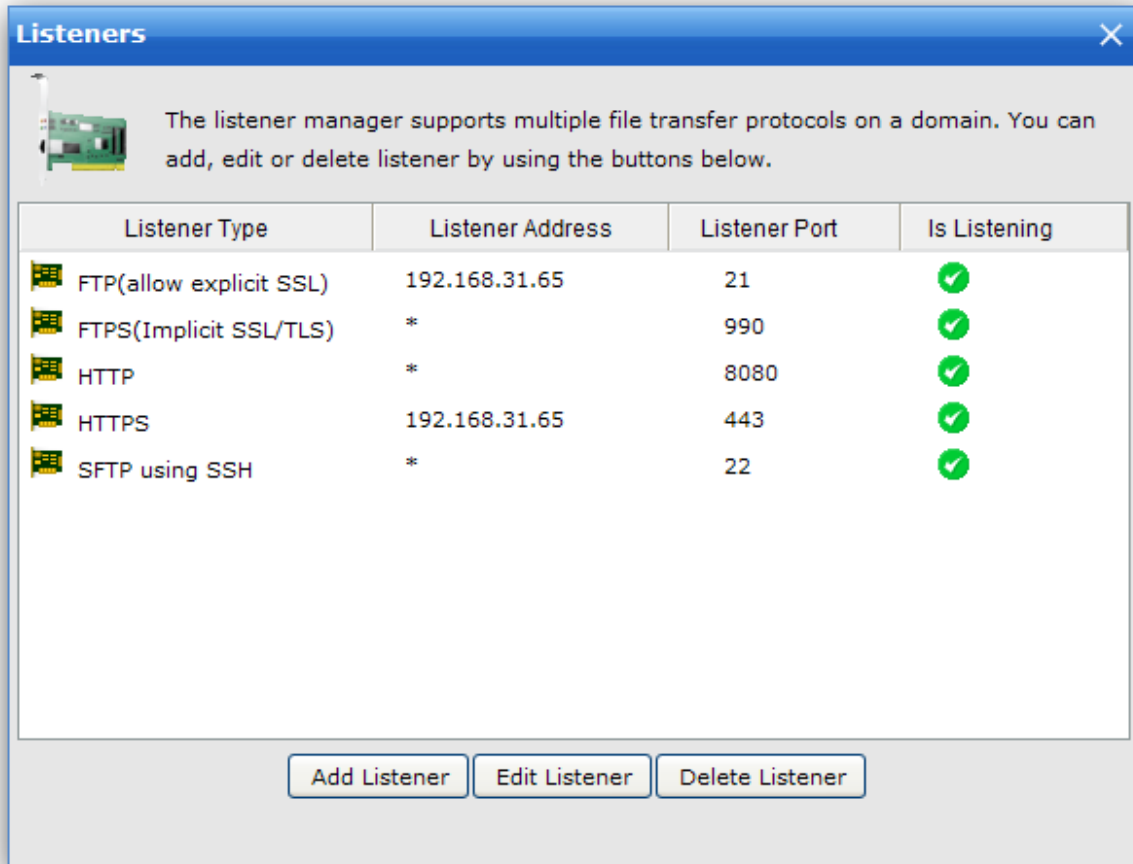 Listeners
The listener manager supports multiple file transfer protocols on a domain. You can
add, edit or delete listener by using the buttons below.
Listener Type Listener Address Listener Port Is Listening
FTP(allow explicit SSL) 192.168.31.65 21
FTPS(Implicit SSL/TLS) * 990
HTTP * 8080
HTTPS 192.168.31.65 443
SFTP using SSH * 22
Add Listener Edit Listener Delete Listener